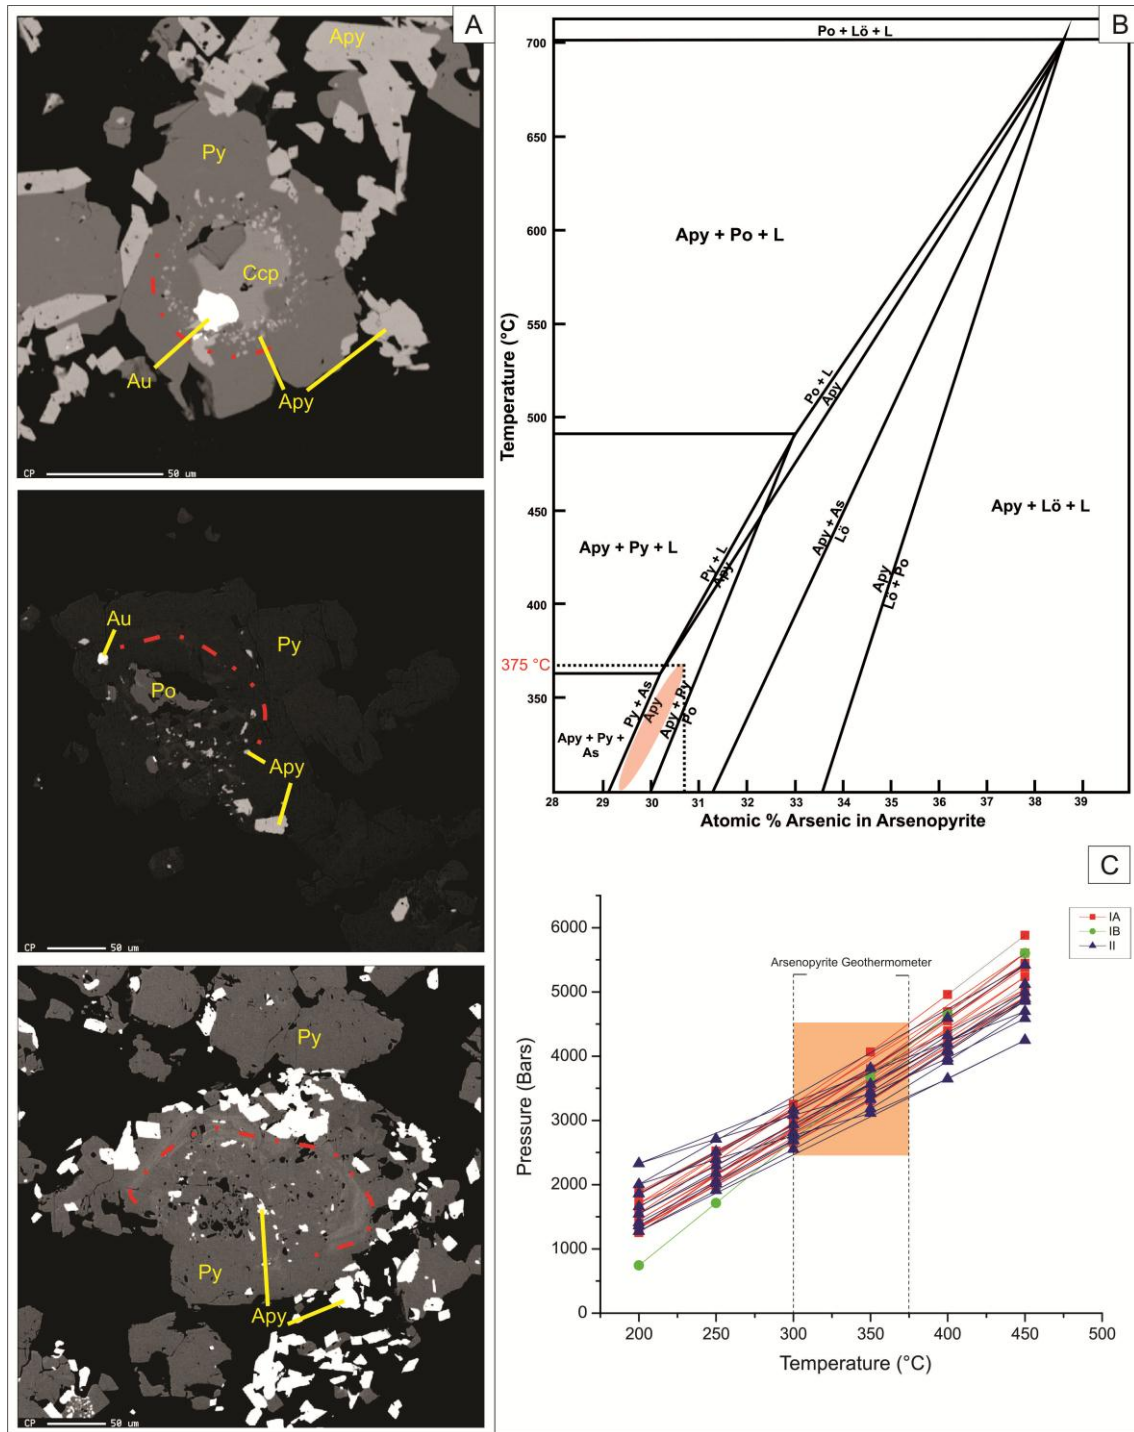 A
Apy
Py
Ccp
Au
Apy
CP 50 um
Au
Py
Po
Apy
CP 50 um
Py
Py
Apy
CP 50 um
B
Po + Lö + L
700
650
600
550
500
450
400
375 °C
350
Temperature (°C)
Apy + Po + L
Po + L
Apy
Apy + Py + L
Py + L
Apy
Apy + As
Lö
Apy
Lö + Po
Apy + Lö + L
Py + As
Apy
Apy + Py
Po
Apy + Py +
As
28 29 30 31 32 33 34 35 36 37 38 39
Atomic % Arsenic in Arsenopyrite
C
IA
IB
II
Arsenopyrite Geothermometer
6000
5000
4000
3000
2000
1000
0
Pressure (Bars)
200 250 300 350 400 450 500
Temperature (°C)